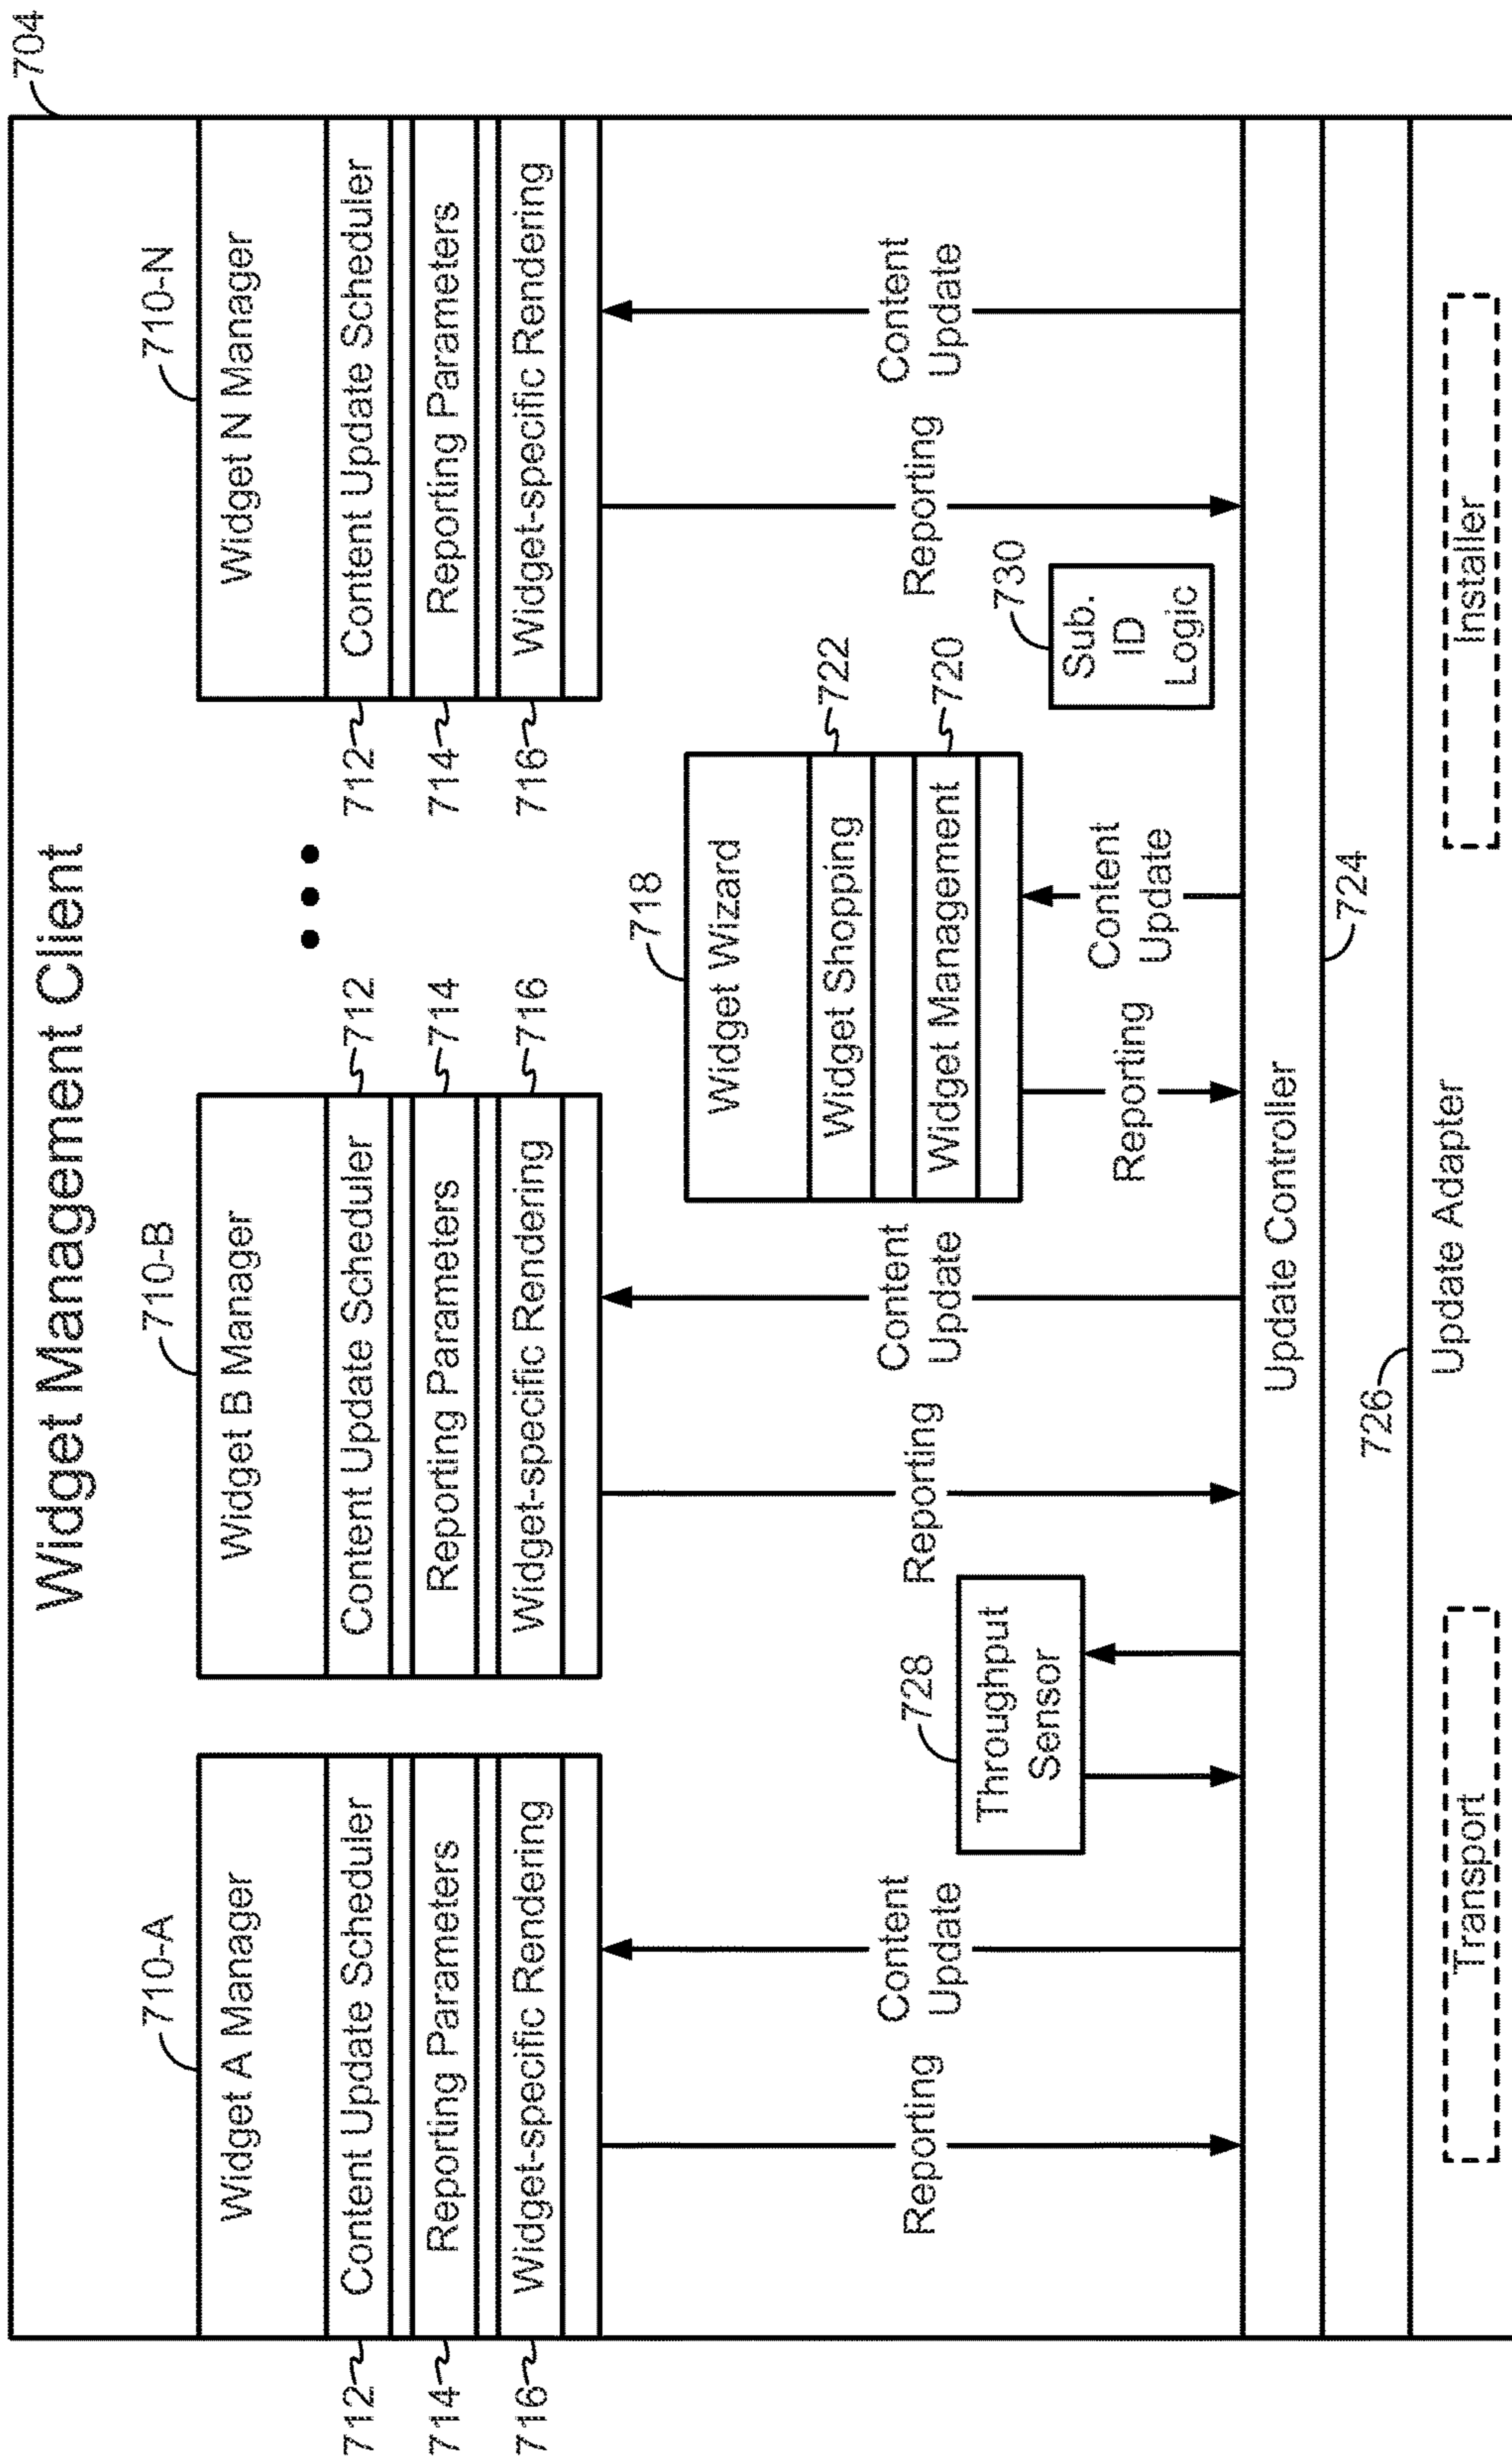 Widget Management Client
704
710-A
710-B
710-N
Widget A Manager
Content Update Scheduler
Reporting Parameters
Widget-specific Rendering
712
714
716
Widget B Manager
Content Update Scheduler
Reporting Parameters
Widget-specific Rendering
712
714
716
Widget N Manager
Content Update Scheduler
Reporting Parameters
Widget-specific Rendering
712
714
716
718
Widget Wizard
Widget Shopping
722
Widget Management
720
Reporting
Content
Update
728
Throughput
Sensor
Reporting
Content
Update
Reporting
Content
Update
Reporting
Content
Update
730
Sub.
ID
Logic
Update Controller
724
726
Update Adapter
Transport
Installer